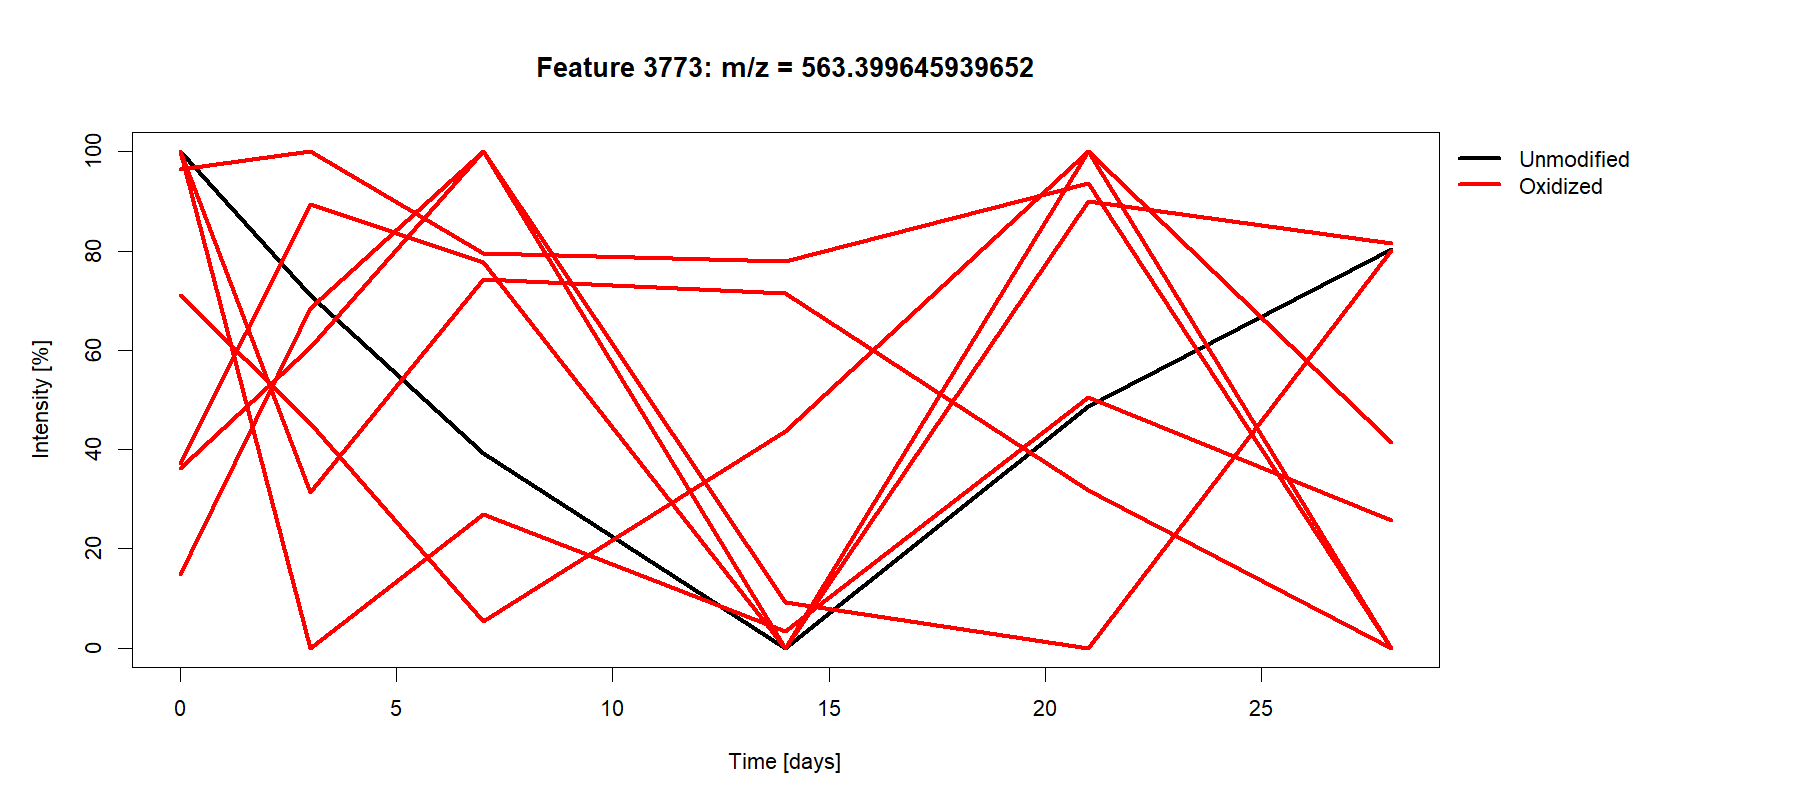 Feature 3773: m/z = 563.399645939652
Unmodified
Oxidized
Intensity [%]
100
80
60
40
20
0
0 5 10 15 20 25
Time [days]